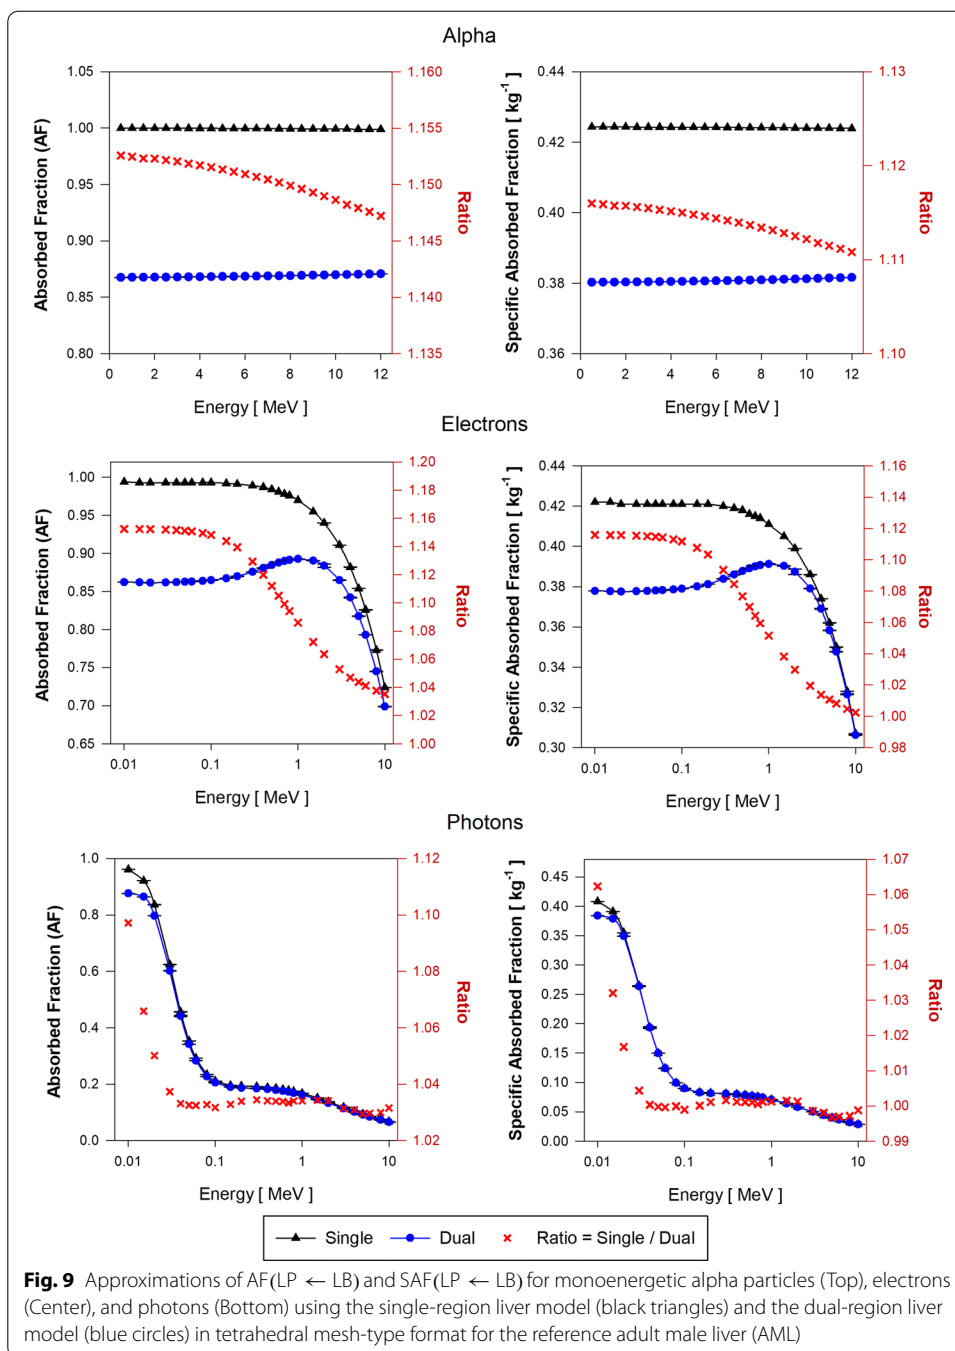 Alpha
1.05
1.00
0.95
0.90
0.85
0.80
Absorbed Fraction (AF)
1.160
1.155
1.150
1.145
1.142
1.135
Ratio
0 2 4 6 8 10 12
Energy [ MeV ]
0.44
0.42
0.40
0.38
0.36
Specific Absorbed Fraction [ kg-1 ]
1.13
1.12
1.11
1.10
Ratio
0 2 4 6 8 10 12
Energy [ MeV ]
Electrons
1.00
0.95
0.90
0.85
0.80
0.75
0.70
0.65
Absorbed Fraction (AF)
1.20
1.18
1.16
1.14
1.12
1.10
1.08
1.06
1.04
1.02
1.00
Ratio
0.01 0.1 1 10
Energy [ MeV ]
0.44
0.42
0.40
0.38
0.36
0.34
0.32
0.30
Specific Absorbed Fraction [ kg-1 ]
1.16
1.14
1.12
1.10
1.08
1.06
1.04
1.02
1.00
0.98
Ratio
0.01 0.1 1 10
Energy [ MeV ]
Photons
1.0
0.8
0.6
0.4
0.2
0.0
Absorbed Fraction (AF)
1.12
1.10
1.08
1.06
1.04
1.02
Ratio
0.01 0.1 1 10
Energy [ MeV ]
0.45
0.40
0.35
0.30
0.25
0.20
0.15
0.10
0.05
0.00
Specific Absorbed Fraction [ kg-1 ]
1.07
1.06
1.05
1.04
1.03
1.02
1.01
1.00
0.99
Ratio
0.01 0.1 1 10
Energy [ MeV ]
Single Dual Ratio = Single / Dual
Fig. 9 Approximations of AF(LP ← LB) and SAF(LP ← LB) for monoenergetic alpha particles (Top), electrons
(Center), and photons (Bottom) using the single-region liver model (black triangles) and the dual-region liver
model (blue circles) in tetrahedral mesh-type format for the reference adult male liver (AML)